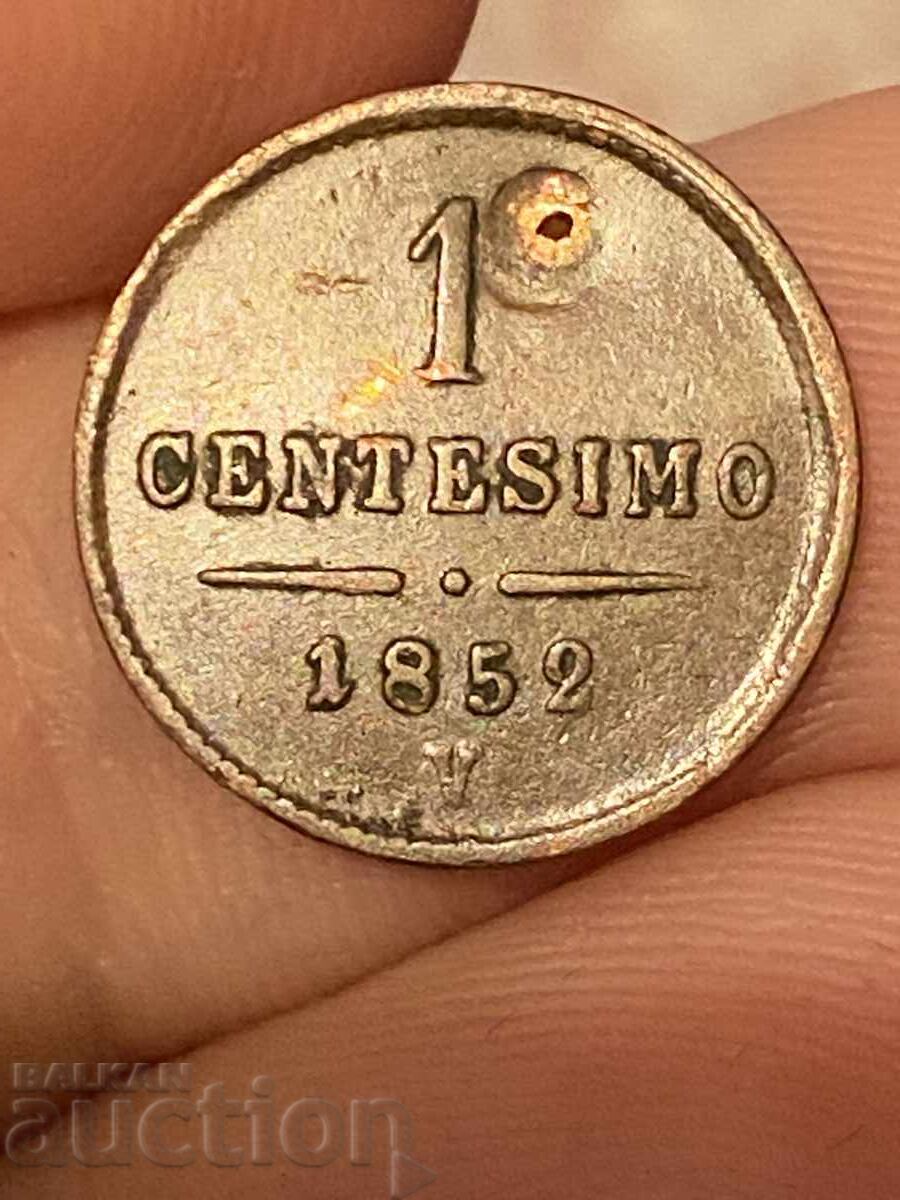 1
CENTESIMO
1852
V
BALKAN
auction